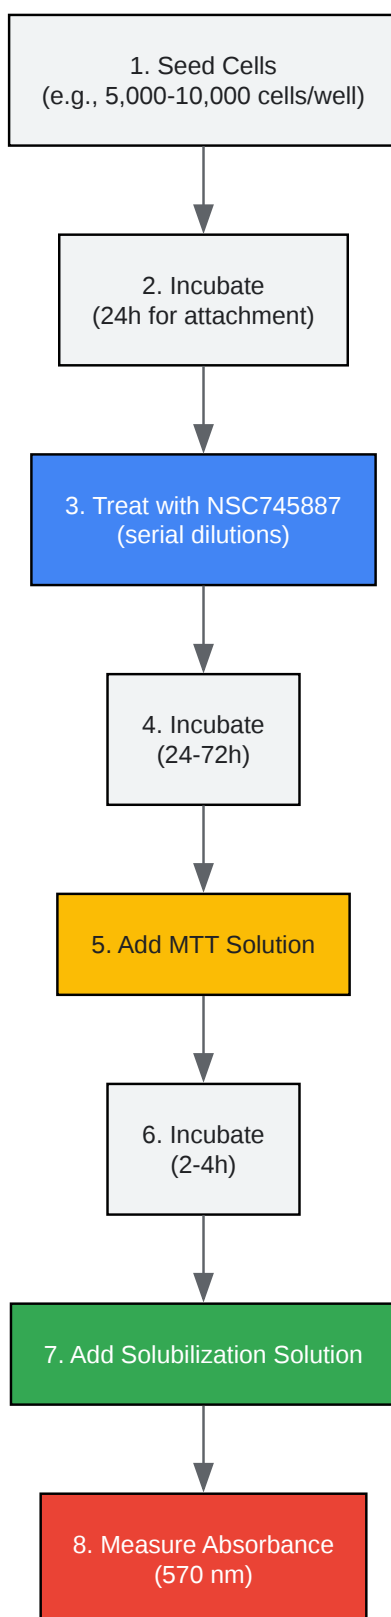 1. Seed Cells
(e.g., 5,000-10,000 cells/well)
2. Incubate
(24h for attachment)
3. Treat with NSC745887
(serial dilutions)
4. Incubate
(24-72h)
5. Add MTT Solution
6. Incubate
(2-4h)
7. Add Solubilization Solution
8. Measure Absorbance
(570 nm)